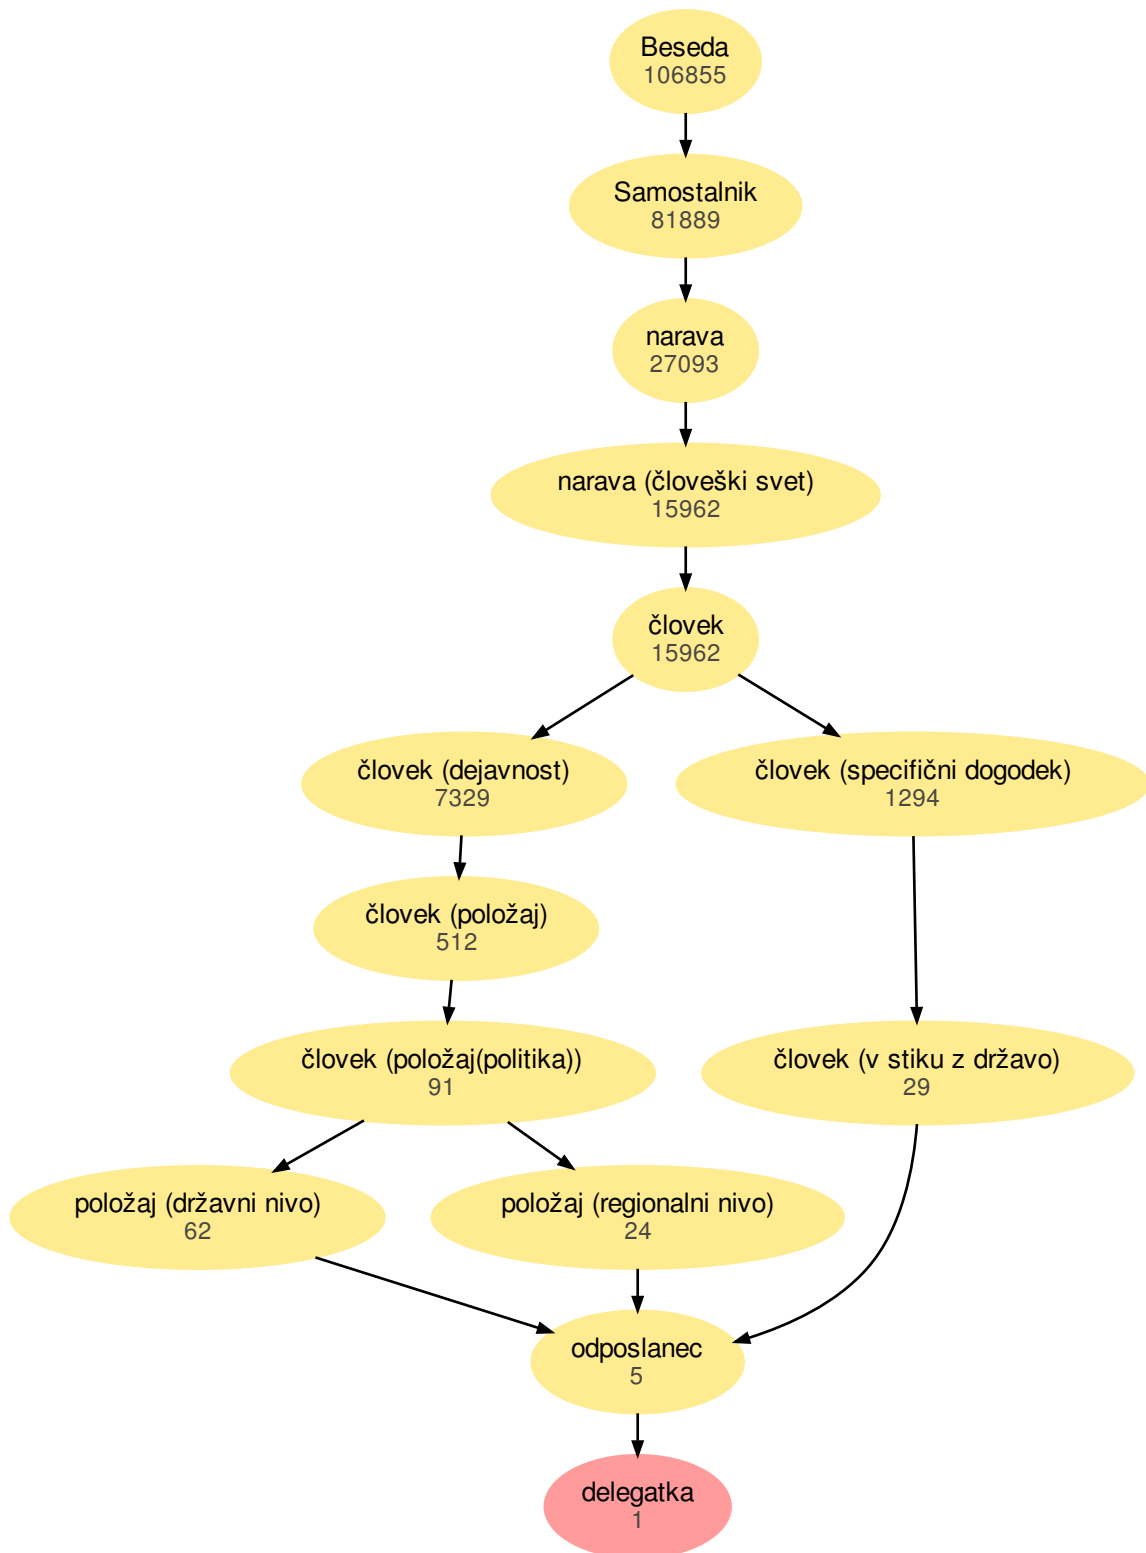 Beseda
106855
Samostalnik
81889
narava
27093
narava (človeški svet)
15962
človek
15962
človek (dejavnost)
7329
človek (specifični dogodek)
1294
človek (položaj)
512
človek (položaj(politika))
91
človek (v stiku z državo)
29
položaj (državni nivo)
62
položaj (regionalni nivo)
24
odposlanec
5
delegatka
1